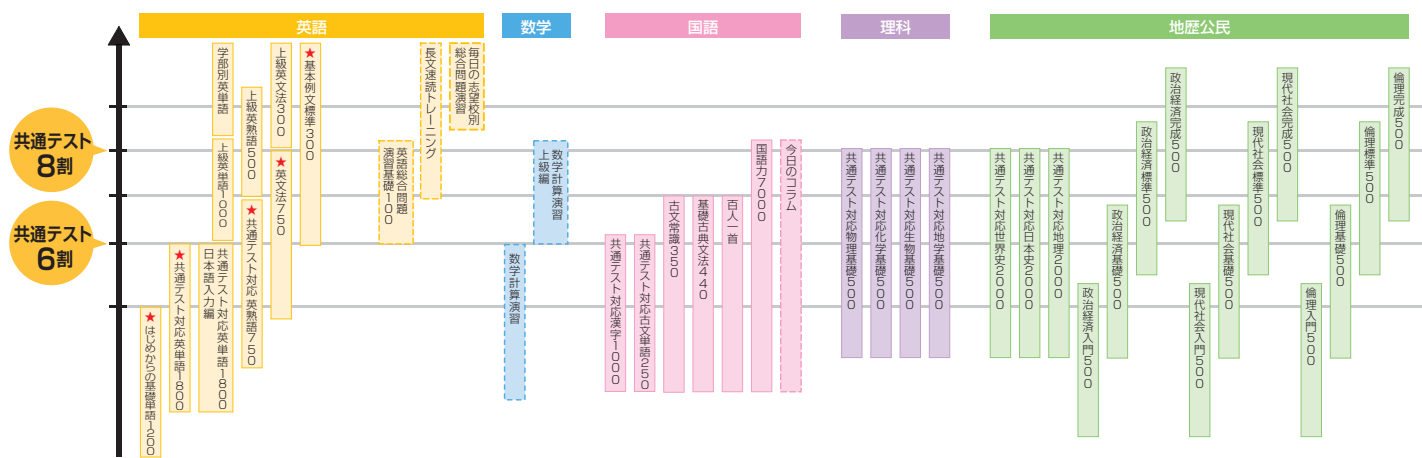 英語
数学
国語
理科
地歴公民
共通テスト
8割
共通テスト
6割
★はじめからの基礎単語1200
★共通テスト対応英単語1800
共通テスト対応英単語1800
日本語入力編
学部別英単語
上級英単語1000
上級英熟語500
★共通テスト対応英熟語750
上級英文法300
★英文法750
★基本例文標準300
英語総合問題
演習基礎100
長文速読トレーニング
毎日の志望校別
総合問題演習
数学計算演習
数学計算演習
上級編
共通テスト対応漢字1000
共通テスト対応古文単語250
古文常識350
基礎古典文法440
百人一首
国語力7000
今日のコラム
共通テスト対応物理基礎500
共通テスト対応化学基礎500
共通テスト対応生物基礎500
共通テスト対応地学基礎500
共通テスト対応世界史2000
共通テスト対応日本史2000
共通テスト対応地理2000
政治経済入門500
政治経済基礎500
政治経済標準500
政治経済完成500
現代社会入門500
現代社会基礎500
現代社会標準500
現代社会完成500
倫理入門500
倫理基礎500
倫理標準500
倫理完成500